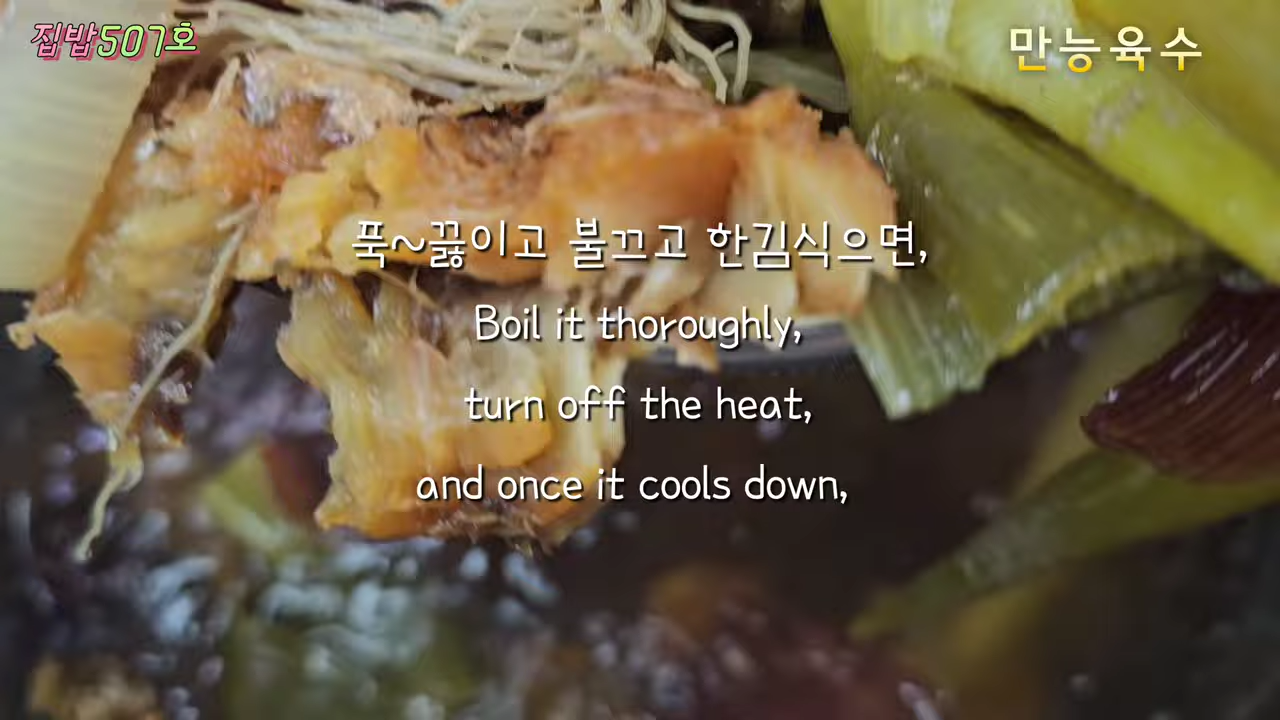 집밥507호
만능육수
푹~끓이고 불끄고 한김식으면,
Boil it thoroughly,
turn off the heat,
and once it cools down,